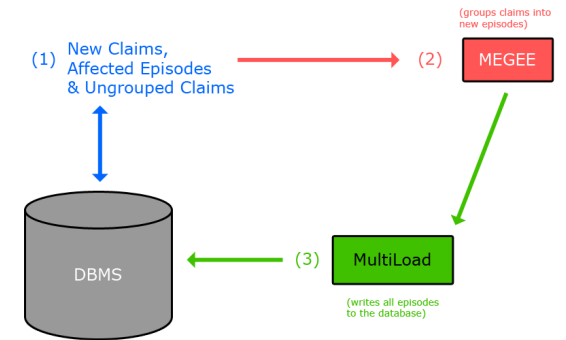 (groups claims into
new episodes)
(1) New Claims,
Affected Episodes
& Ungrouped Claims
(2) MEGEE
DBMS
(3) MultiLoad
(writes all episodes
to the database)